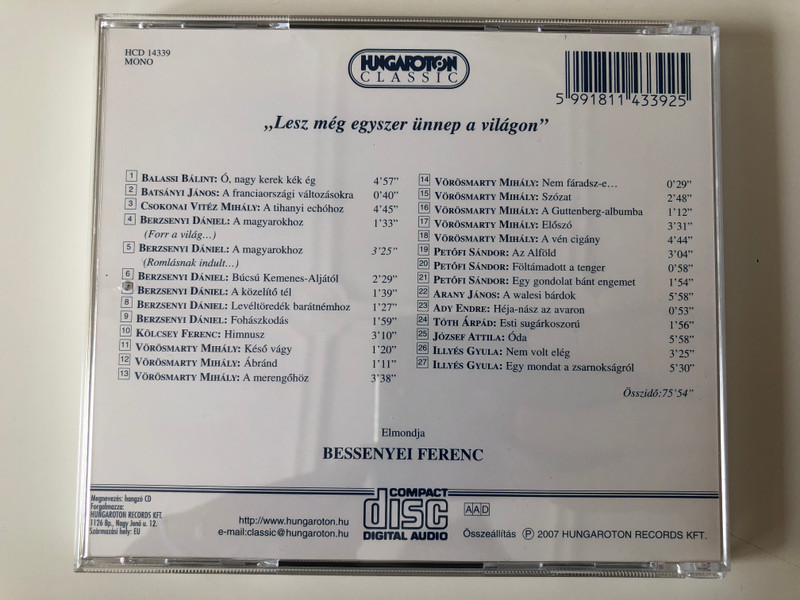 HCD 14339
MONO
HUNGAROTON
CLASSIC
5 991811 433925
„Lesz még egyszer ünnep a világon”
1 BALASSI BÁLINT: Ó, nagy kerek kék ég 4’57”
2 BATSÁNYI JÁNOS: A franciaországi változásokra 0’40”
3 CSOKONAI VITÉZ MIHÁLY: A tihanyi echóhoz 4’45”
4 BERZSENYI DÁNIEL: A magyarokhoz 1’33”
(Forr a világ…)
5 BERZSENYI DÁNIEL: A magyarokhoz 3’25”
(Romlásnak indult…)
6 BERZSENYI DÁNIEL: Búcsú Kemenes-Aljától 2’29”
7 BERZSENYI DÁNIEL: A közelítő tél 1’39”
8 BERZSENYI DÁNIEL: Levéltöredék barátnémhoz 1’27”
9 BERZSENYI DÁNIEL: Fohászkodás 1’59”
10 KÖLCSEY FERENC: Himnusz 3’10”
11 VÖRÖSMARTY MIHÁLY: Késő vágy 1’20”
12 VÖRÖSMARTY MIHÁLY: Ábránd 1’11”
13 VÖRÖSMARTY MIHÁLY: A merengőhöz 3’38”
14 VÖRÖSMARTY MIHÁLY: Nem fáradsz-e… 0’29”
15 VÖRÖSMARTY MIHÁLY: Szózat 2’48”
16 VÖRÖSMARTY MIHÁLY: A Guttenberg-albumba 1’12”
17 VÖRÖSMARTY MIHÁLY: Előszó 3’31”
18 VÖRÖSMARTY MIHÁLY: A vén cigány 4’44”
19 PETŐFI SÁNDOR: Az Alföld 3’04”
20 PETŐFI SÁNDOR: Föltámadott a tenger 0’58”
21 PETŐFI SÁNDOR: Egy gondolat bánt engemet 1’54”
22 ARANY JÁNOS: A walesi bárdok 5’58”
23 ADY ENDRE: Héja-nász az avaron 0’53”
24 TÓTH ÁRPÁD: Esti sugárkoszorú 1’56”
25 JÓZSEF ATTILA: Óda 5’58”
26 ILLYÉS GYULA: Nem volt elég 3’25”
27 ILLYÉS GYULA: Egy mondat a zsarnokságról 5’30”
Összidő:75’54”
Elmondja
BESSENYEI FERENC
Megnevezés: hangzó CD
Forgalmazza:
HUNGAROTON RECORDS KFT.
1126 Bp., Nagy Jenő u. 12.
Származási hely: EU
http://www.hungaroton.hu
e-mail:classic@hungaroton.hu
COMPACT
disc
DIGITAL AUDIO
AAD
Összeállítás Ⓟ 2007 HUNGAROTON RECORDS KFT.